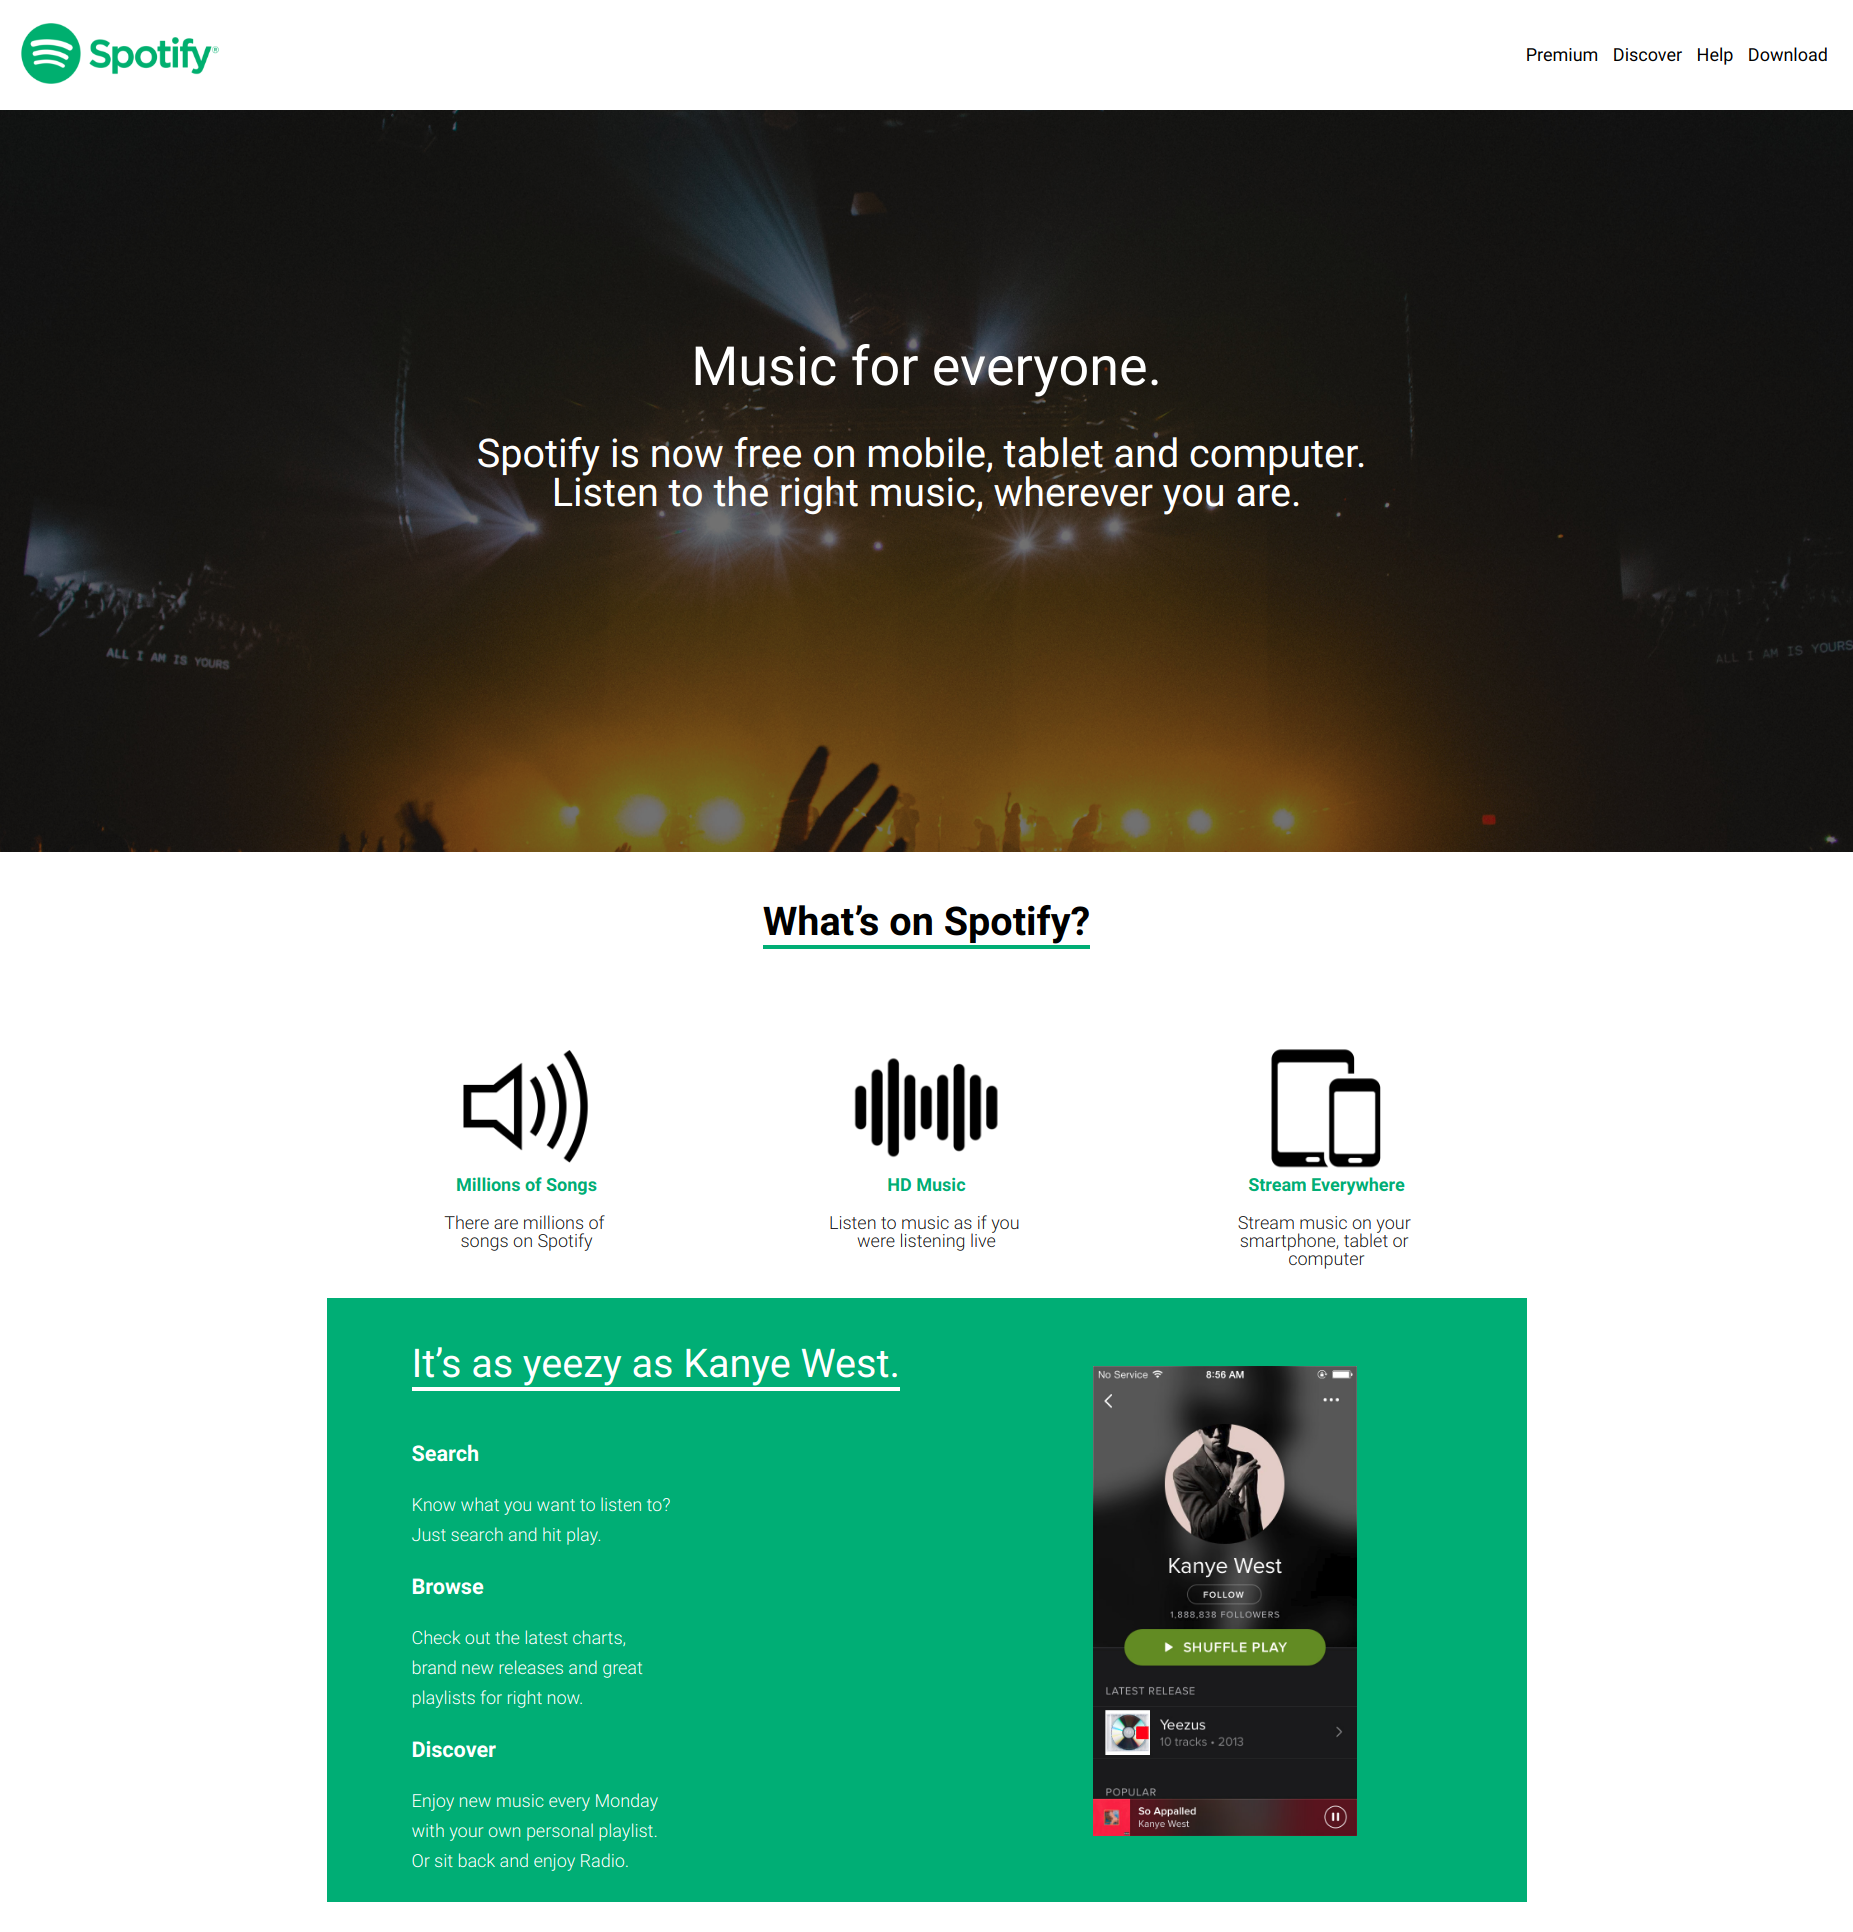 Spotify®
Premium Discover Help Download
Music for everyone.
Spotify is now free on mobile, tablet and computer.
Listen to the right music, wherever you are.
ALL I AM IS YOURS
ALL I AM IS YOURS
What’s on Spotify?
Millions of Songs
There are millions of
songs on Spotify
HD Music
Listen to music as if you
were listening live
Stream Everywhere
Stream music on your
smartphone, tablet or
computer
It’s as yeezy as Kanye West.
Search
Know what you want to listen to?
Just search and hit play.
Browse
Check out the latest charts,
brand new releases and great
playlists for right now.
Discover
Enjoy new music every Monday
with your own personal playlist.
Or sit back and enjoy Radio.
No Service 8:56 AM
Kanye West
FOLLOW
1,888,838 FOLLOWERS
SHUFFLE PLAY
LATEST RELEASE
Yeezus
10 tracks • 2013
POPULAR
So Appalled
Kanye West